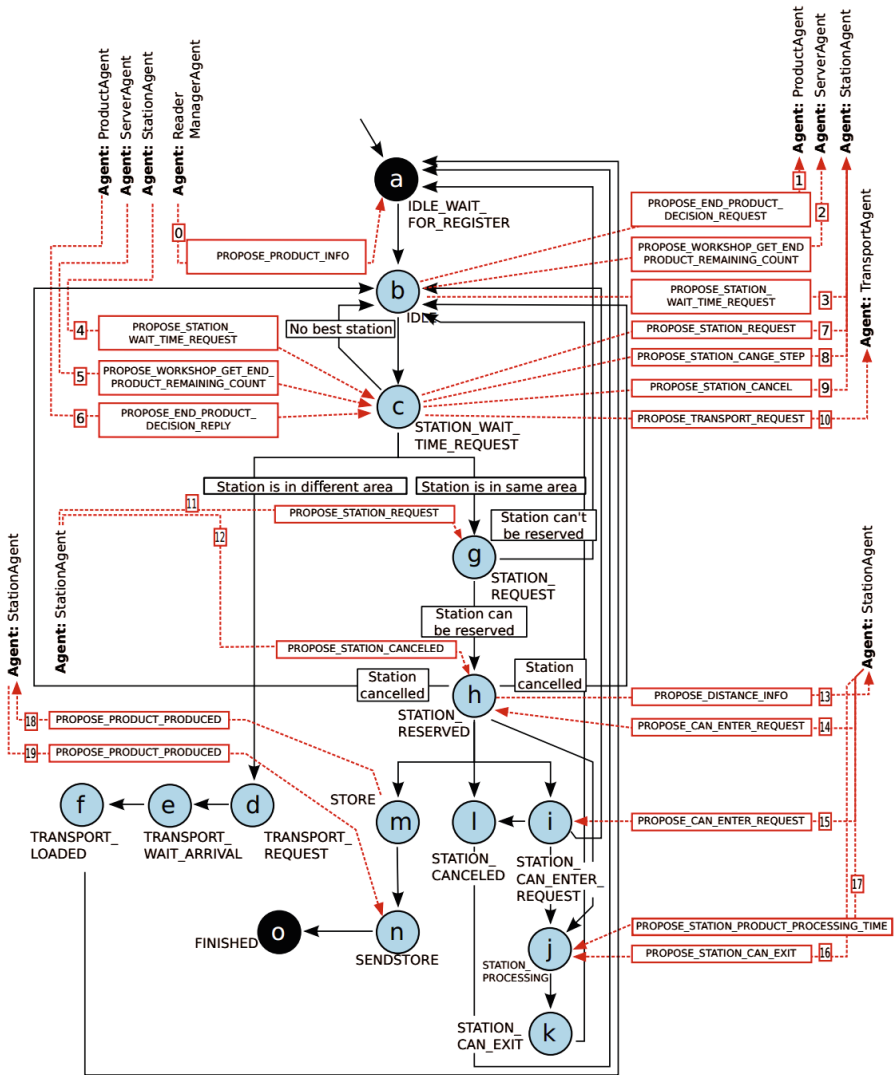 Agent: ProductAgent
Agent: ServerAgent
Agent: StationAgent
Agent: Reader
ManagerAgent
Agent: ProductAgent
Agent: ServerAgent
Agent: StationAgent
Agent: TransportAgent
a
IDLE_WAIT_
FOR_REGISTER
0
PROPOSE_PRODUCT_INFO
1
PROPOSE_END_PRODUCT_
DECISION_REQUEST
2
PROPOSE_WORKSHOP_GET_END
PRODUCT_REMAINING_COUNT
b
IDLE
PROPOSE_STATION_
WAIT_TIME_REQUEST
3
No best station
4
PROPOSE_STATION_
WAIT_TIME_REQUEST
PROPOSE_STATION_REQUEST
7
PROPOSE_STATION_CANGE_STEP
8
5
PROPOSE_WORKSHOP_GET_END_
PRODUCT_REMAINING_COUNT
PROPOSE_STATION_CANCEL
9
6
PROPOSE_END_PRODUCT_
DECISION_REPLY
c
STATION_WAIT_
TIME_REQUEST
PROPOSE_TRANSPORT_REQUEST
10
Station is in different area
Station is in same area
11
PROPOSE_STATION_REQUEST
Station can't
be reserved
12
g
STATION_
REQUEST
Agent: StationAgent
Agent: StationAgent
Agent: StationAgent
Station can
be reserved
PROPOSE_STATION_CANCELED
Station
cancelled
Station
cancelled
h
STATION_
RESERVED
PROPOSE_DISTANCE_INFO
13
PROPOSE_CAN_ENTER_REQUEST
14
18
PROPOSE_PRODUCT_PRODUCED
19
PROPOSE_PRODUCT_PRODUCED
f
TRANSPORT_
LOADED
e
TRANSPORT_
WAIT_ARRIVAL
d
TRANSPORT_
REQUEST
STORE
m
l
STATION_
CANCELED
i
STATION_
CAN_ENTER_
REQUEST
PROPOSE_CAN_ENTER_REQUEST
15
17
o
FINISHED
n
SENDSTORE
j
STATION_
PROCESSING
PROPOSE_STATION_PRODUCT_PROCESSING_TIME
PROPOSE_STATION_CAN_EXIT
16
k
STATION_
CAN_EXIT